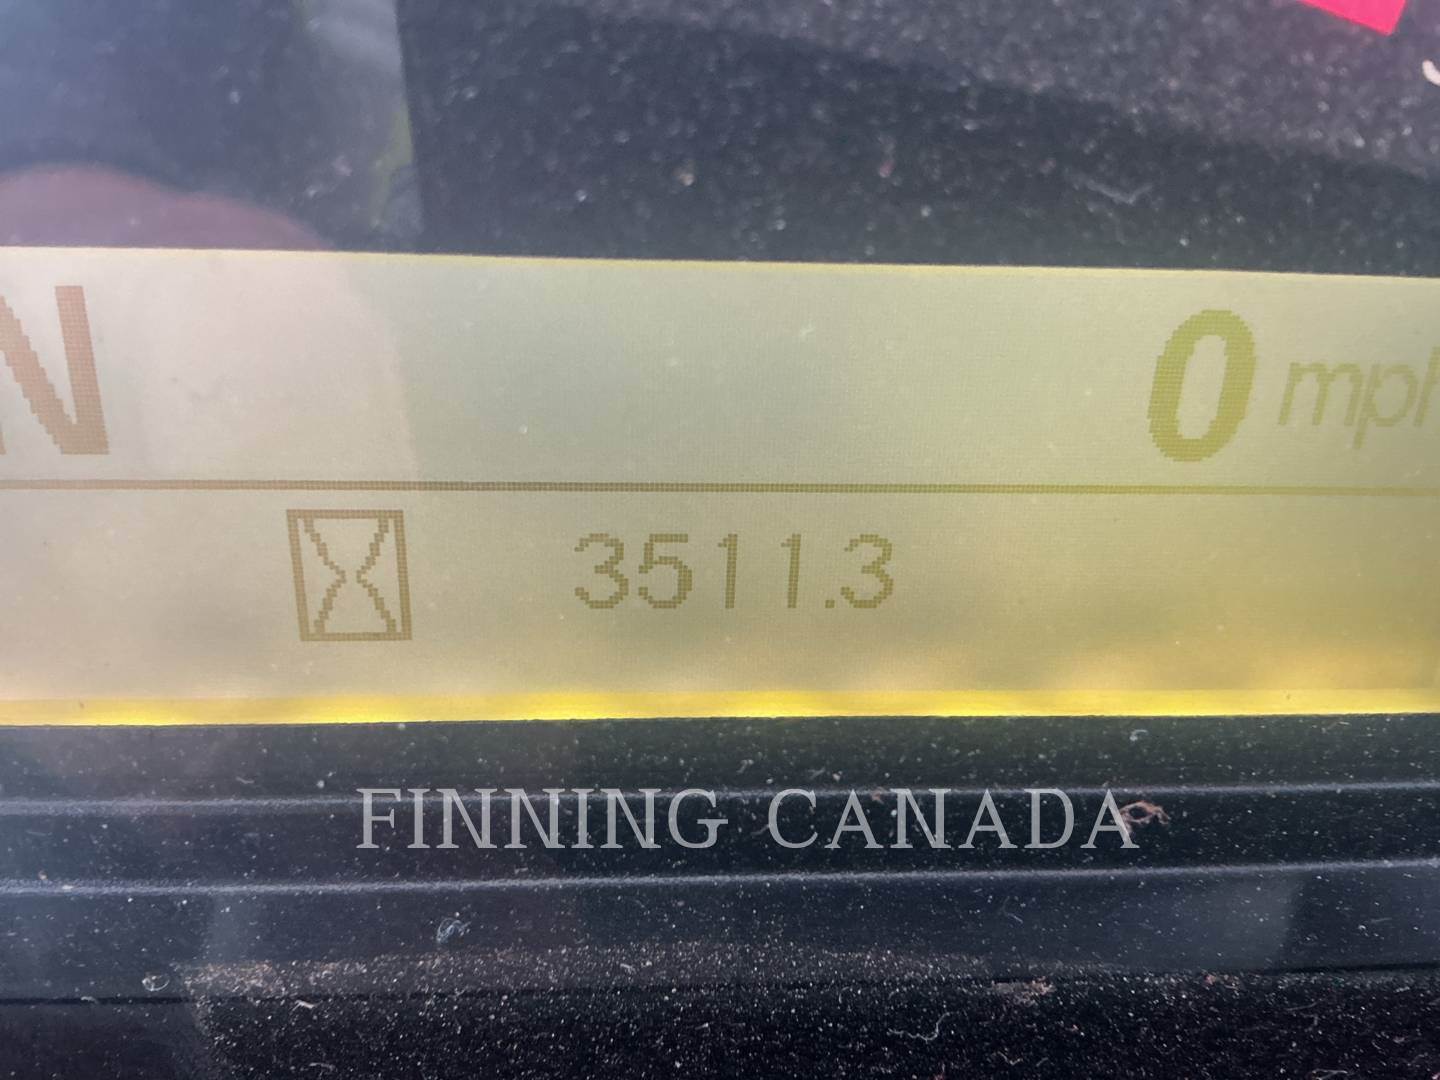 N 0 mph
3511.3
FINNING CANADA